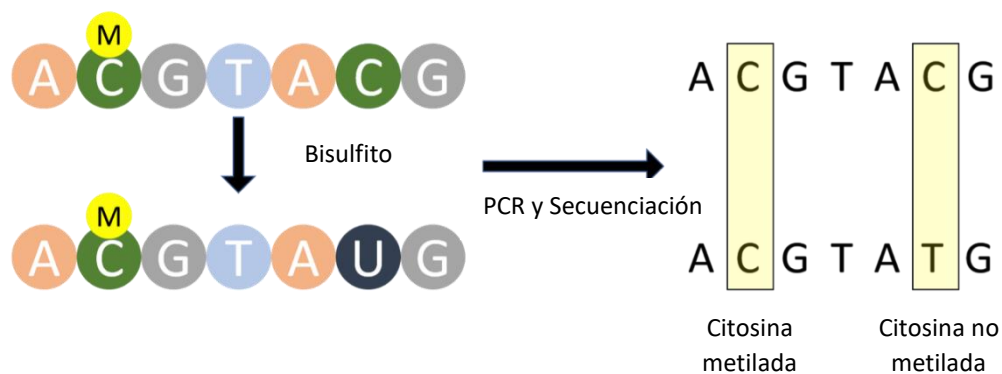 M
A C G T A C G
Bisulfito
M
A C G T A U G
PCR y Secuenciación
A C G T A C G
A C G T A T G
Citosina
metilada
Citosina no
metilada